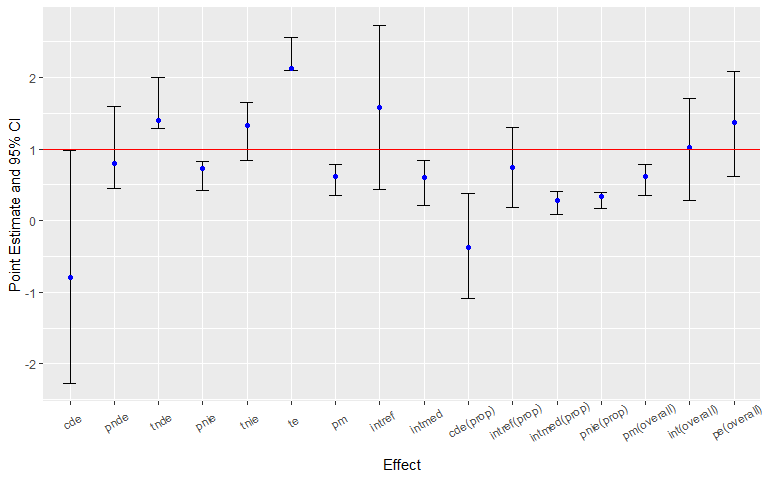 Point Estimate and 95% CI
2
1
0
-1
-2
cde
pnde
tnde
pnie
tnie
te
pm
intref
intmed
cde(prop)
intref(prop)
intmed(prop)
pnie(prop)
pm(overall)
int(overall)
pe(overall)
Effect